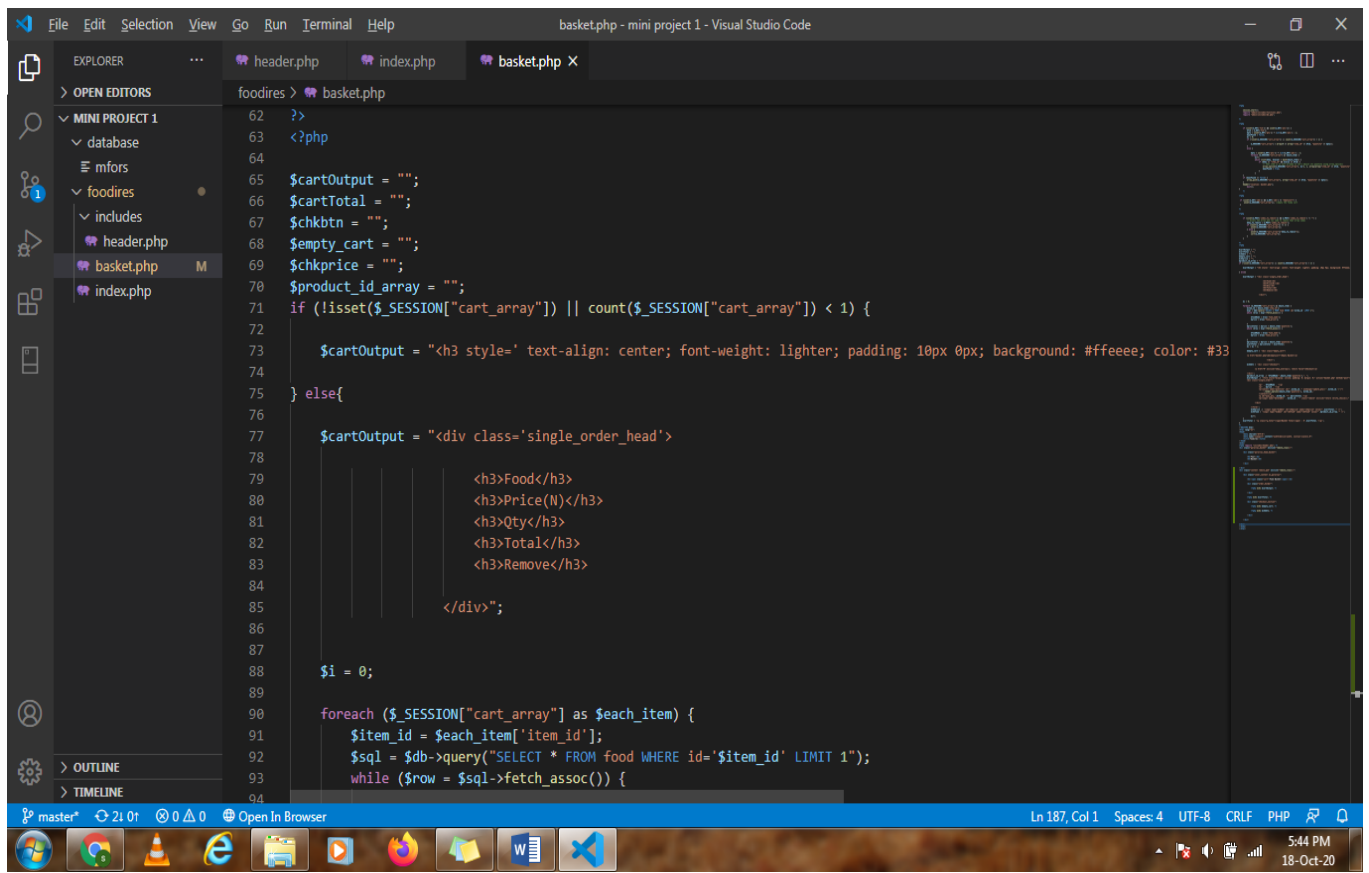 File Edit Selection View Go Run Terminal Help basket.php - mini project 1 - Visual Studio Code
EXPLORER ... header.php index.php basket.php
OPEN EDITORS
foodires > basket.php
MINI PROJECT 1
database
mfors
foodires
includes
header.php
basket.php M
index.php
1
62 ?>
63 <?php
64
65 $cartOutput = "";
66 $cartTotal = "";
67 $chkbtn = "";
68 $empty_cart = "";
69 $chkprice = "";
70 $product_id_array = "";
71 if (!isset($_SESSION["cart_array"]) || count($_SESSION["cart_array"]) < 1) {
72
73 $cartOutput = "<h3 style=' text-align: center; font-weight: lighter; padding: 10px 0px; background: #ffeeee; color: #33
74
75 } else{
76
77 $cartOutput = "<div class='single_order_head'>
78
79 <h3>Food</h3>
80 <h3>Price(N)</h3>
81 <h3>Qty</h3>
82 <h3>Total</h3>
83 <h3>Remove</h3>
84
85 </div>";
86
87
88 $i = 0;
89
90 foreach ($_SESSION["cart_array"] as $each_item) {
91 $item_id = $each_item['item_id'];
92 $sql = $db->query("SELECT * FROM food WHERE id='$item_id' LIMIT 1");
93 while ($row = $sql->fetch_assoc()) {
94
OUTLINE
TIMELINE
master* 2↓ 0↑ 0 0 Open In Browser Ln 187, Col 1 Spaces: 4 UTF-8 CRLF PHP
5:44 PM
18-Oct-20